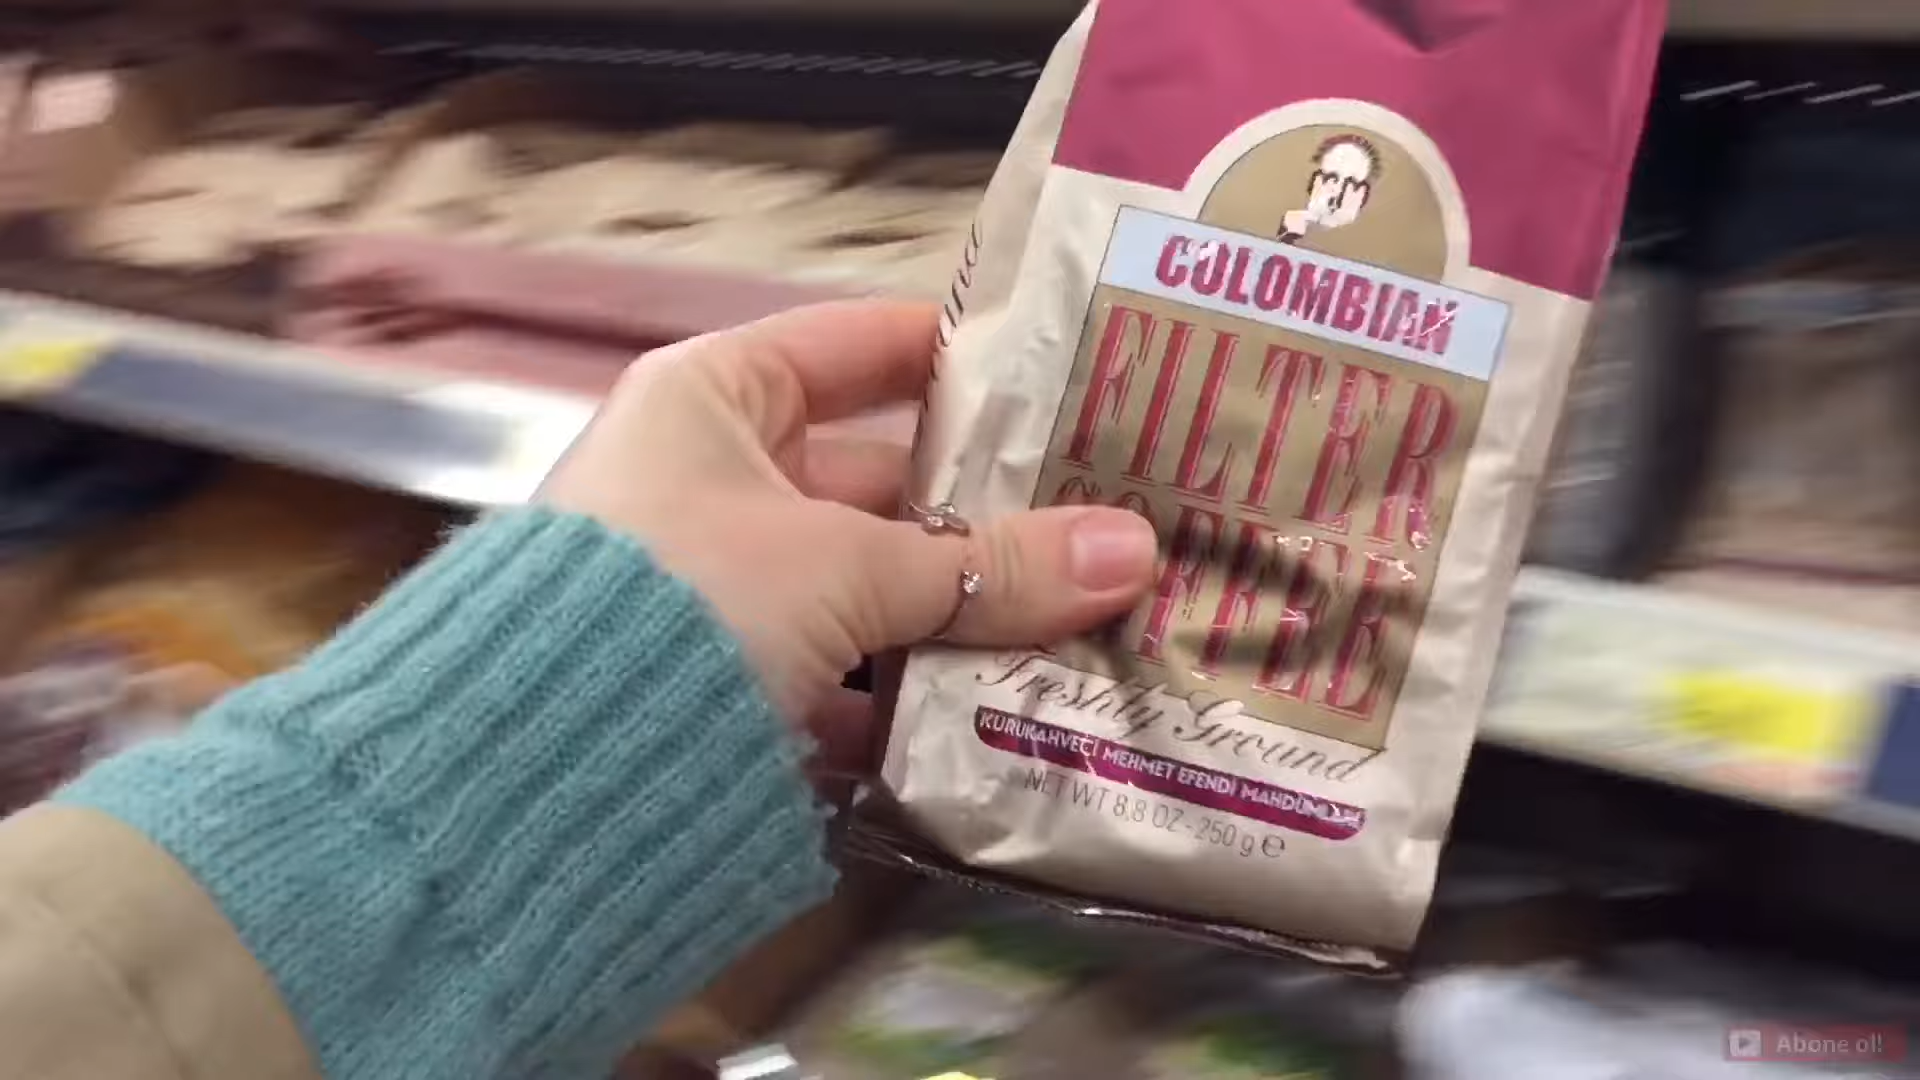 COLOMBIAN
FILTER
COFFEE
Freshly Ground
KURUKAHVECİ MEHMET EFENDİ MAHDUMLARI
NET WT 8,8 OZ - 250 g ℮
Abone ol!